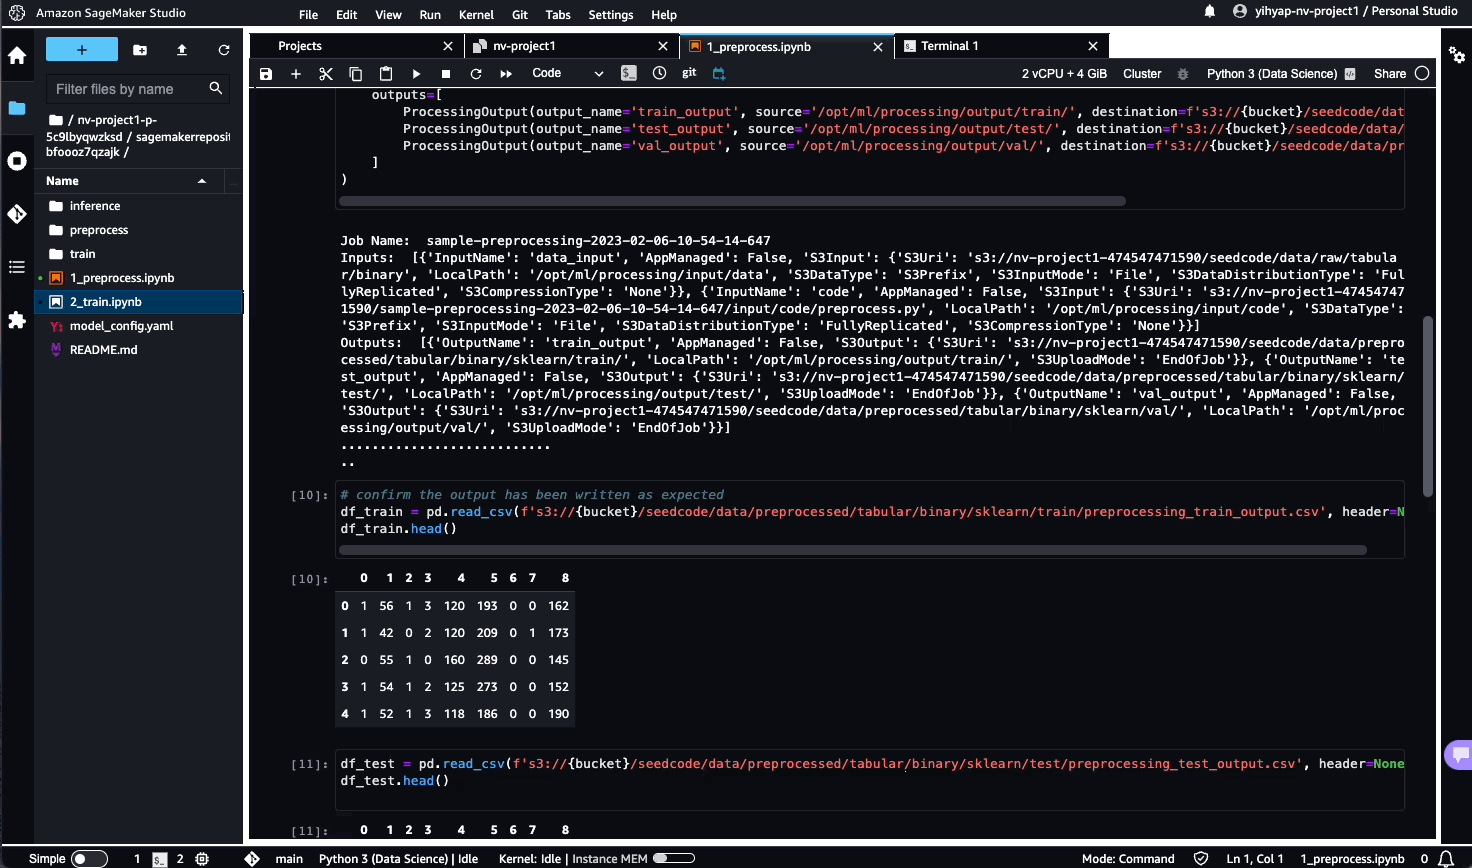 Amazon SageMaker Studio
File Edit View Run Kernel Git Tabs Settings Help
yihyap-nv-project1 / Personal Studio
+
Filter files by name
/ nv-project1-p-
5c9lbyqwzksd / sagemakerreposit
bfoooz7qzajk /
Name
inference
preprocess
train
1_preprocess.ipynb
2_train.ipynb
model_config.yaml
README.md
Projects
nv-project1
1_preprocess.ipynb
Terminal 1
Code
git
2 vCPU + 4 GiB Cluster Python 3 (Data Science) Share
outputs=[
ProcessingOutput(output_name='train_output', source='/opt/ml/processing/output/train/', destination=f's3://{bucket}/seedcode/dat
ProcessingOutput(output_name='test_output', source='/opt/ml/processing/output/test/', destination=f's3://{bucket}/seedcode/data/
ProcessingOutput(output_name='val_output', source='/opt/ml/processing/output/val/', destination=f's3://{bucket}/seedcode/data/pr
]
)
Job Name:  sample-preprocessing-2023-02-06-10-54-14-647
Inputs:  [{'InputName': 'data_input', 'AppManaged': False, 'S3Input': {'S3Uri': 's3://nv-project1-474547471590/seedcode/data/raw/tabula
r/binary', 'LocalPath': '/opt/ml/processing/input/data', 'S3DataType': 'S3Prefix', 'S3InputMode': 'File', 'S3DataDistributionType': 'Ful
lyReplicated', 'S3CompressionType': 'None'}}, {'InputName': 'code', 'AppManaged': False, 'S3Input': {'S3Uri': 's3://nv-project1-47454747
1590/sample-preprocessing-2023-02-06-10-54-14-647/input/code/preprocess.py', 'LocalPath': '/opt/ml/processing/input/code', 'S3DataType':
'S3Prefix', 'S3InputMode': 'File', 'S3DataDistributionType': 'FullyReplicated', 'S3CompressionType': 'None'}}]
Outputs:  [{'OutputName': 'train_output', 'AppManaged': False, 'S3Output': {'S3Uri': 's3://nv-project1-474547471590/seedcode/data/prepro
cessed/tabular/binary/sklearn/train/', 'LocalPath': '/opt/ml/processing/output/train/', 'S3UploadMode': 'EndOfJob'}}, {'OutputName': 'te
st_output', 'AppManaged': False, 'S3Output': {'S3Uri': 's3://nv-project1-474547471590/seedcode/data/preprocessed/tabular/binary/sklearn/
test/', 'LocalPath': '/opt/ml/processing/output/test/', 'S3UploadMode': 'EndOfJob'}}, {'OutputName': 'val_output', 'AppManaged': False,
'S3Output': {'S3Uri': 's3://nv-project1-474547471590/seedcode/data/preprocessed/tabular/binary/sklearn/val/', 'LocalPath': '/opt/ml/proc
essing/output/val/', 'S3UploadMode': 'EndOfJob'}}]
...........................
..
[10]: # confirm the output has been written as expected
df_train = pd.read_csv(f's3://{bucket}/seedcode/data/preprocessed/tabular/binary/sklearn/train/preprocessing_train_output.csv', header=N
df_train.head()
[10]: 0 1 2 3 4 5 6 7 8
0 1 56 1 3 120 193 0 0 162
1 1 42 0 2 120 209 0 1 173
2 0 55 1 0 160 289 0 0 145
3 1 54 1 2 125 273 0 0 152
4 1 52 1 3 118 186 0 0 190
[11]: df_test = pd.read_csv(f's3://{bucket}/seedcode/data/preprocessed/tabular/binary/sklearn/test/preprocessing_test_output.csv', header=None
df_test.head()
[11]: 0 1 2 3 4 5 6 7 8
Simple 1 $_ 2 main Python 3 (Data Science) | Idle Kernel: Idle | Instance MEM Mode: Command Ln 1, Col 1 1_preprocess.ipynb 0